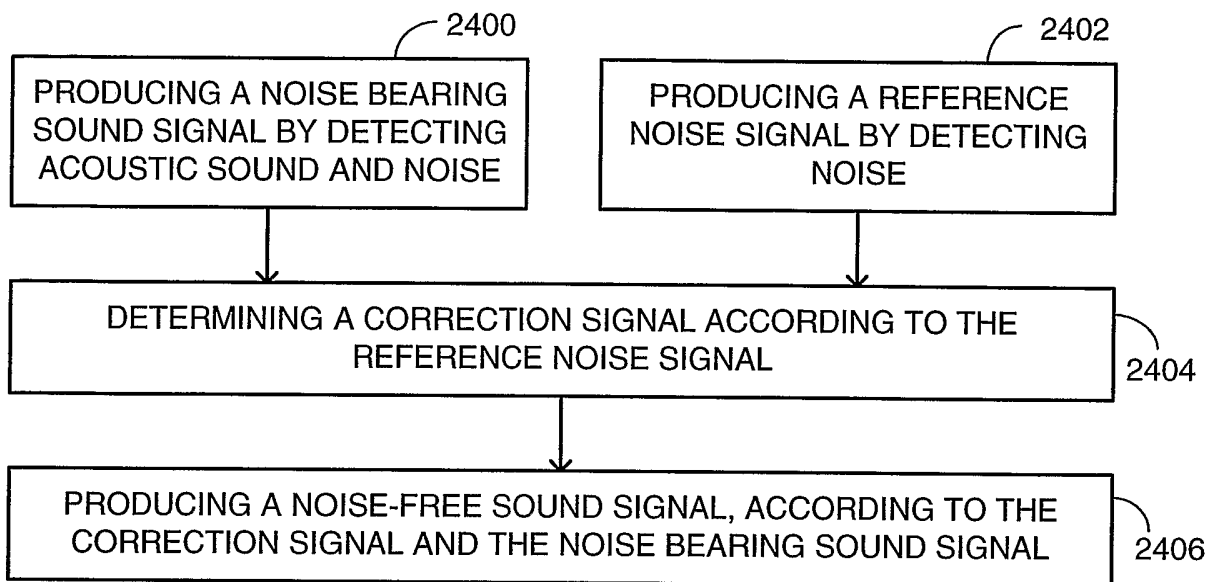 2400
2402
PRODUCING A NOISE BEARING
SOUND SIGNAL BY DETECTING
ACOUSTIC SOUND AND NOISE
PRODUCING A REFERENCE
NOISE SIGNAL BY DETECTING
NOISE
DETERMINING A CORRECTION SIGNAL ACCORDING TO THE
REFERENCE NOISE SIGNAL
2404
PRODUCING A NOISE-FREE SOUND SIGNAL, ACCORDING TO THE
CORRECTION SIGNAL AND THE NOISE BEARING SOUND SIGNAL
2406